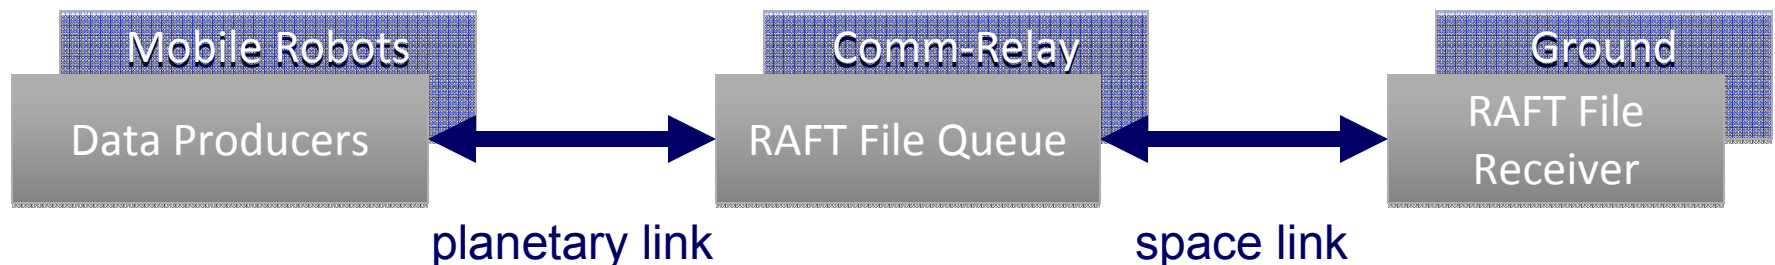 Mobile Robots
Data Producers
planetary link
Comm-Relay
RAFT File Queue
space link
Ground
RAFT File
Receiver